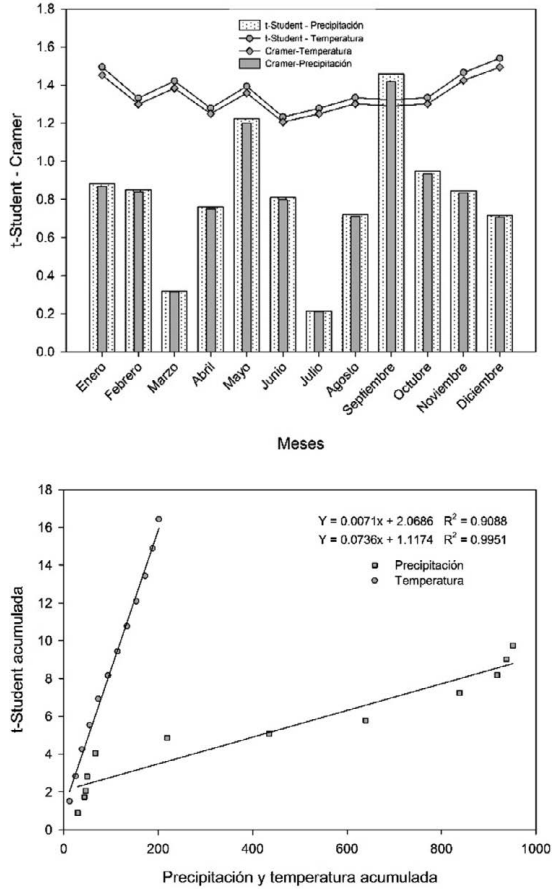 1.8
1.6
1.4
1.2
1.0
0.8
0.6
0.4
0.2
0.0
t-Student - Cramer
t-Student - Precipitación
t-Student - Temperatura
Cramer-Temperatura
Cramer-Precipitación
Enero
Febrero
Marzo
Abril
Mayo
Junio
Julio
Agosto
Septiembre
Octubre
Noviembre
Diciembre
Meses
18
16
14
12
10
8
6
4
2
0
t-Student acumulada
Y = 0.0071x + 2.0686 R² = 0.9088
Y = 0.0736x + 1.1174 R² = 0.9951
Precipitación
Temperatura
0 200 400 600 800 1000
Precipitación y temperatura acumulada